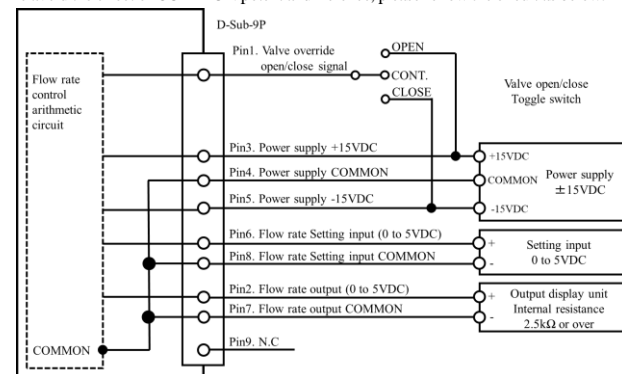 D-Sub-9P
Pin1. Valve override
open/close signal
OPEN
CONT.
CLOSE
Valve open/close
Toggle switch
Flow rate
control
arithmetic
circuit
Pin3. Power supply +15VDC
+15VDC
Pin4. Power supply COMMON
COMMON
Power supply
±15VDC
Pin5. Power supply -15VDC
-15VDC
Pin6. Flow rate Setting input (0 to 5VDC)
+
Setting input
0 to 5VDC
Pin8. Flow rate Setting input COMMON
-
Pin2. Flow rate output (0 to 5VDC)
+
Output display unit
Internal resistance
2.5kΩ or over
Pin7. Flow rate output COMMON
-
Pin9. N.C
COMMON